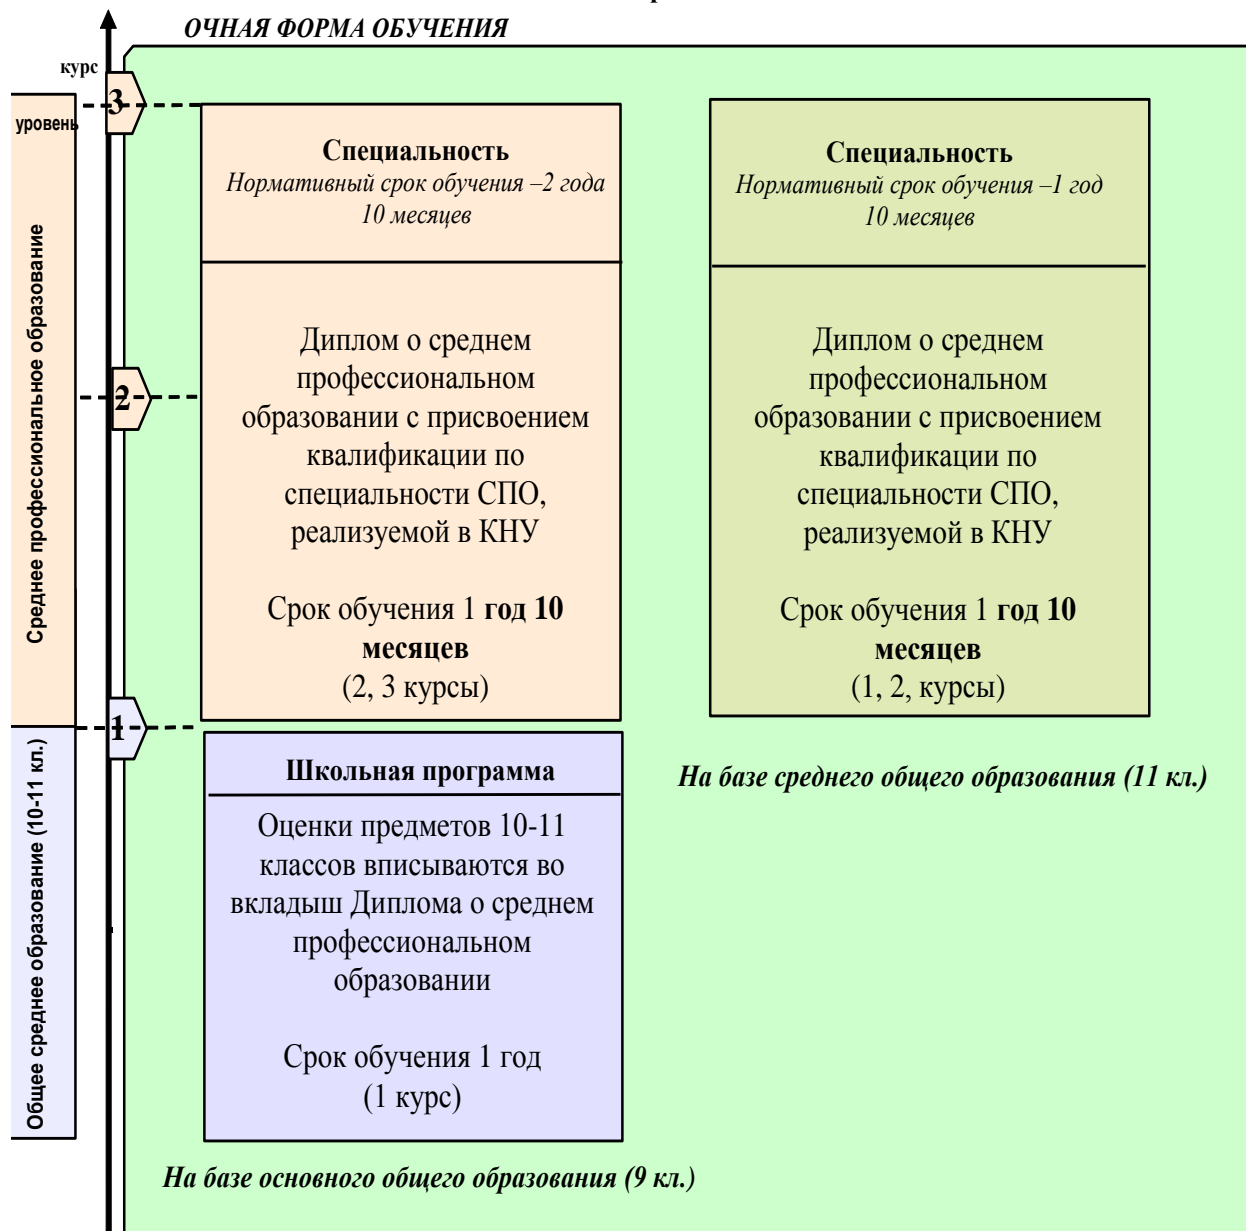 ОЧНАЯ ФОРМА ОБУЧЕНИЯ
курс
3
уровень
Специальность
Нормативный срок обучения –2 года
10 месяцев
Специальность
Нормативный срок обучения –1 год
10 месяцев
Среднее профессиональное образование
2
Диплом о среднем
профессиональном
образовании с присвоением
квалификации по
специальности СПО,
реализуемой в КНУ
Срок обучения 1 год 10
месяцев
(2, 3 курсы)
Диплом о среднем
профессиональном
образовании с присвоением
квалификации по
специальности СПО,
реализуемой в КНУ
Срок обучения 1 год 10
месяцев
(1, 2, курсы)
1
Общее среднее образование (10-11 кл.)
Школьная программа
Оценки предметов 10-11
классов вписываются во
вкладыш Диплома о среднем
профессиональном
образовании
Срок обучения 1 год
(1 курс)
На базе среднего общего образования (11 кл.)
На базе основного общего образования (9 кл.)